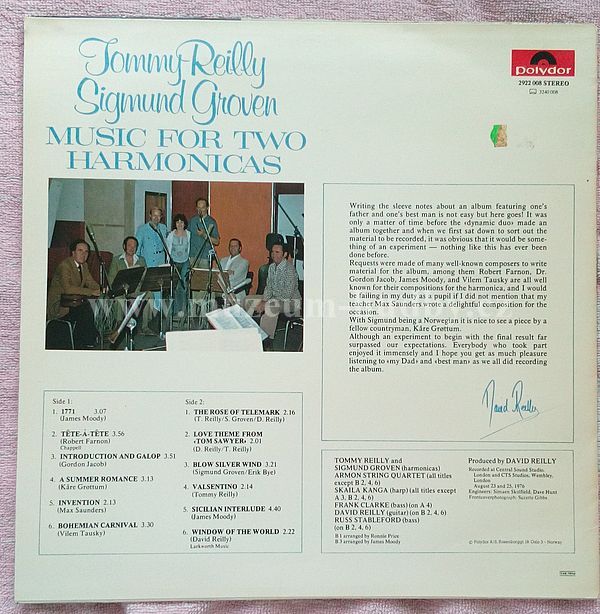 Tommy Reilly
Sigmund Groven
MUSIC FOR TWO
HARMONICAS
Polydor
2922 008 STEREO
3240 008
Writing the sleeve notes about an album featuring one's
father and one's best man is not easy but here goes! It was
only a matter of time before the «dynamic duo» made an
album together and when we first sat down to sort out the
material to be recorded, it was obvious that it would be some-
thing of an experiment — nothing like this has ever been
done before.
Requests were made of many well-known composers to write
material for the album, among them Robert Farnon, Dr.
Gordon Jacob, James Moody, and Vilem Tausky are all well
known for their compositions for the harmonica, and I would
be failing in my duty as a pupil if I did not mention that my
teacher Max Saunders wrote a delightful composition for the
occasion.
With Sigmund being a Norwegian it is nice to see a piece by a
fellow countryman, Kåre Grøttum.
Although an experiment to begin with the final result far
surpassed our expectations. Everybody who took part
enjoyed it immensely and I hope you get as much pleasure
listening to «my Dad» and «best man» as we all did recording
the album.
David Reilly
Side 1:
1. 1771 3.07
(James Moody)
2. TÊTE-À-TÊTE 3.56
(Robert Farnon)
Chappell
3. INTRODUCTION AND GALOP 3.51
(Gordon Jacob)
4. A SUMMER ROMANCE 3.13
(Kåre Grøttum)
5. INVENTION 2.13
(Max Saunders)
6. BOHEMIAN CARNIVAL 3.30
(Vilem Tausky)
Side 2:
1. THE ROSE OF TELEMARK 2.16
(T. Reilly/S. Groven/D. Reilly)
2. LOVE THEME FROM
«TOM SAWYER» 2.01
(D. Reilly/T. Reilly)
3. BLOW SILVER WIND 3.21
(Sigmund Groven/Erik Bye)
4. VALSENTINO 2.14
(Tommy Reilly)
5. SICILIAN INTERLUDE 4.40
(James Moody)
6. WINDOW OF THE WORLD 2.22
(David Reilly)
Larkworth Music
TOMMY REILLY and
SIGMUND GROVEN (harmonicas)
ARMON STRING QUARTET (all titles
except B 2, 4, 6)
SKAILA KANGA (harp) (all titles except
A 3, B 2, 4, 6)
FRANK CLARKE (bass) (on A 4)
DAVID REILLY (guitar) (on B 2, 4, 6)
RUSS STABLEFORD (bass)
(on B 2, 4, 6)
B 1 arranged by Ronnie Price
B 3 arranged by James Moody
Produced by DAVID REILLY
Recorded at Central Sound Studio,
London and CTS Studios, Wembley,
London
August 23 and 25, 1976
Engineers: Simaen Skolfield, Dave Hunt
Frontcoverphotograph: Suzette Gibbs